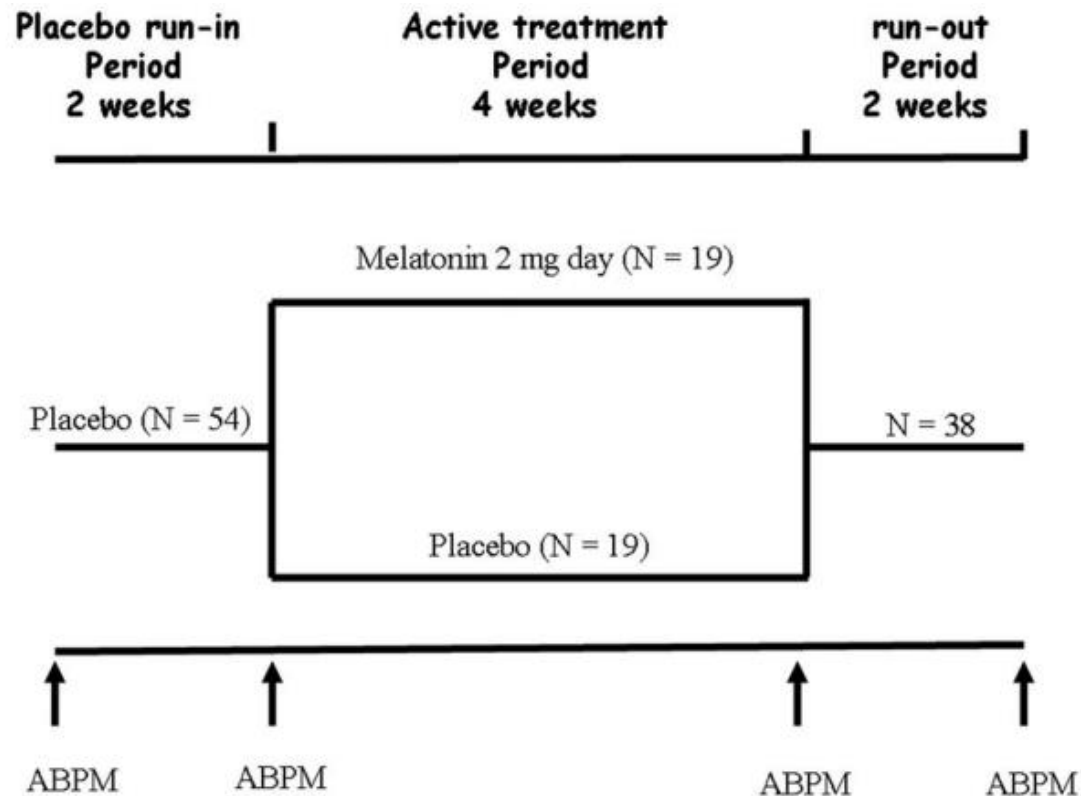 Placebo run-in
Period
2 weeks
Active treatment
Period
4 weeks
run-out
Period
2 weeks
Melatonin 2 mg day (N = 19)
Placebo (N = 54)
N = 38
Placebo (N = 19)
ABPM
ABPM
ABPM
ABPM